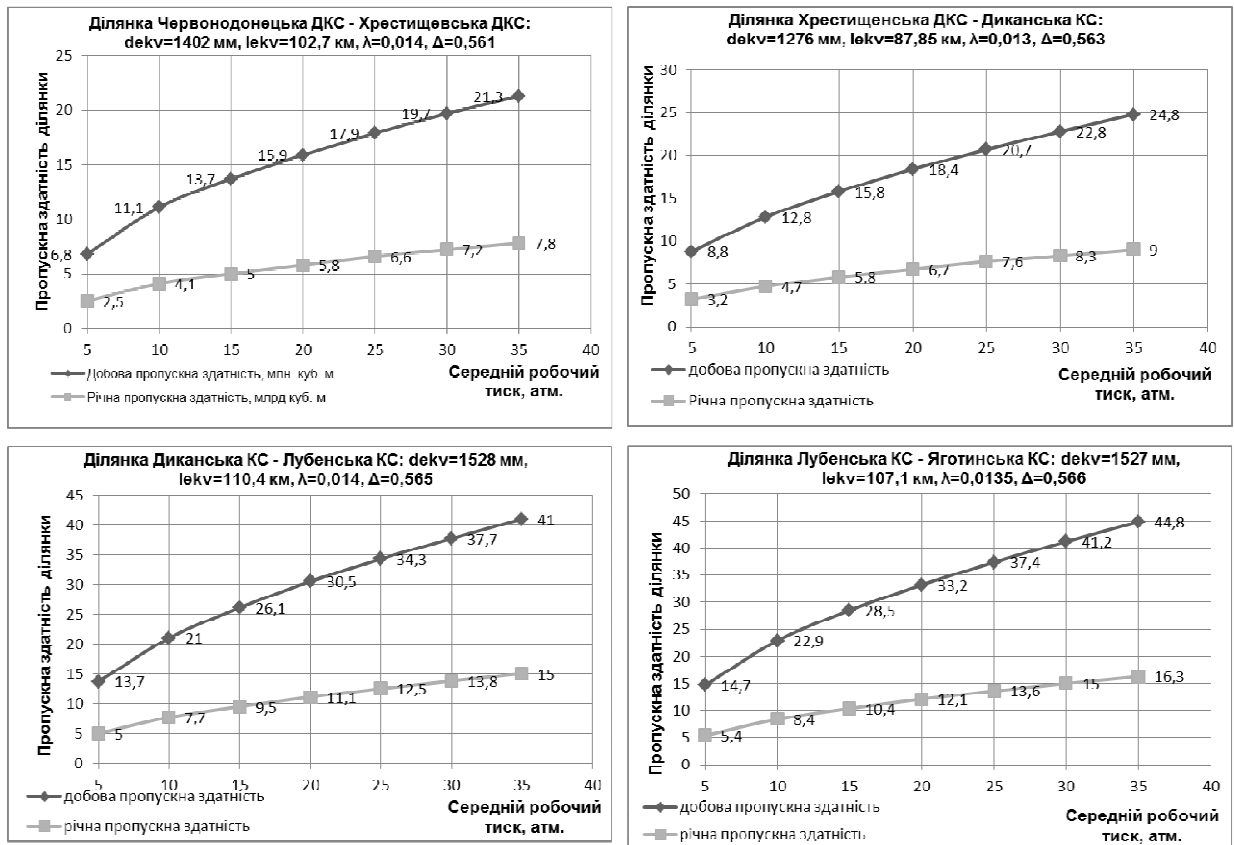 Ділянка Червонодонецька ДКС - Хрестищевська ДКС:
dekv=1402 мм, lekv=102,7 км, λ=0,014, Δ=0,561
Пропускна здатність ділянки
25
20
15
10
5
0
6,8
11,1
13,7
15,9
17,9
19,7
21,3
2,5
4,1
5
5,8
6,6
7,2
7,8
5 10 15 20 25 30 35 40
Добова пропускна здатність, млн. куб. м
Річна пропускна здатність, млрд куб. м
Середній робочий
тиск, атм.
Ділянка Хрестищенська ДКС - Диканська КС:
dekv=1276 мм, lekv=87,85 км, λ=0,013, Δ=0,563
Пропускна здатність ділянки
30
25
20
15
10
5
0
8,8
12,8
15,8
18,4
20,7
22,8
24,8
3,2
4,7
5,8
6,7
7,6
8,3
9
5 10 15 20 25 30 35 40
добова пропускна здатність
Річна пропускна здатність
Середній робочий
тиск, атм.
Ділянка Диканська КС - Лубенська КС: dekv=1528 мм,
lekv=110,4 км, λ=0,014, Δ=0,565
Пропускна здатність ділянки
45
40
35
30
25
20
15
10
5
0
13,7
21
26,1
30,5
34,3
37,7
41
5
7,7
9,5
11,1
12,5
13,8
15
5 10 15 20 25 30 35 40
добова пропускна здатність
річна пропускна здатність
Середній робочий
тиск, атм.
Ділянка Лубенська КС - Яготинська КС: dekv=1527 мм,
lekv=107,1 км, λ=0,0135, Δ=0,566
Пропускна здатність ділянки
50
45
40
35
30
25
20
15
10
5
0
14,7
22,9
28,5
33,2
37,4
41,2
44,8
5,4
8,4
10,4
12,1
13,6
15
16,3
5 10 15 20 25 30 35 40
добова пропускна здатність
річна пропускна здатність
Середній робочий
тиск, атм.